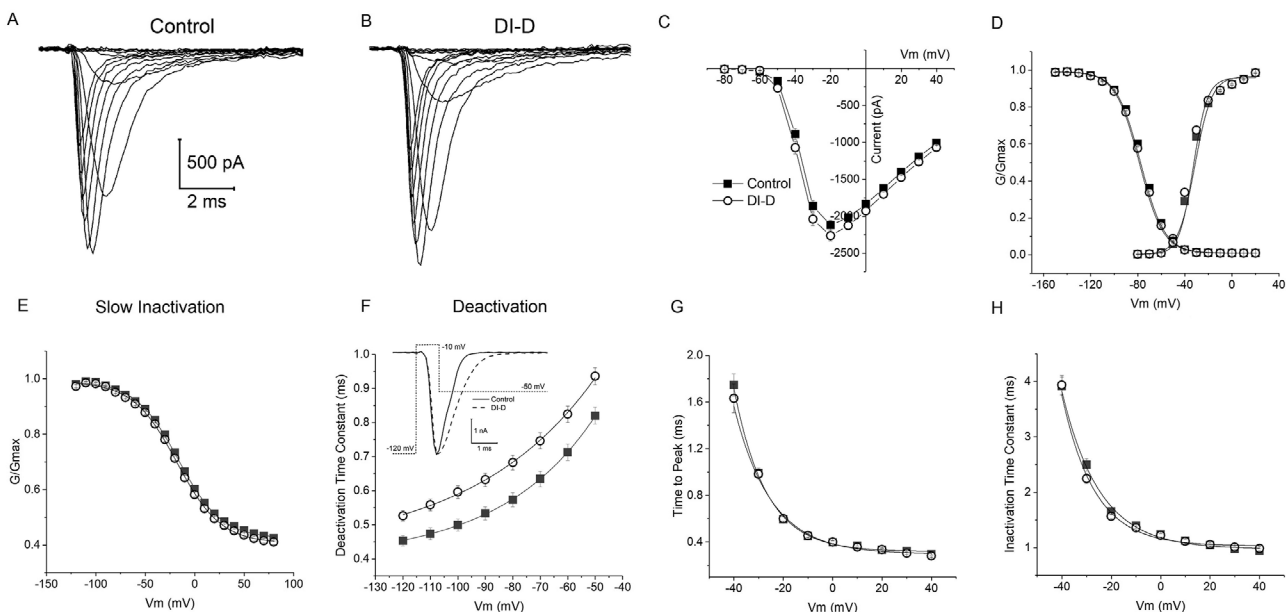 A
Control
500 pA
2 ms
B
DI-D
C
Vm (mV)
-80 -60 -40 -20 20 40
-500
-1000
-1500
-2000
-2500
Current (pA)
Control
DI-D
D
G/Gmax
1.0
0.8
0.6
0.4
0.2
0.0
-160 -120 -80 -40 0 40
Vm (mV)
E
Slow Inactivation
G/Gmax
1.0
0.8
0.6
0.4
-150 -100 -50 0 50 100
Vm (mV)
F
Deactivation
Deactivation Time Constant (ms)
1.0
0.9
0.8
0.7
0.6
0.5
0.4
-10 mV
-50 mV
Control
DI-D
1 nA
1 ms
-120 mV
-130 -120 -110 -100 -90 -80 -70 -60 -50 -40
Vm (mV)
G
Time to Peak (ms)
2.0
1.6
1.2
0.8
0.4
-40 -20 0 20 40
Vm (mV)
H
Inactivation Time Constant (ms)
4
3
2
1
-40 -20 0 20 40
Vm (mV)